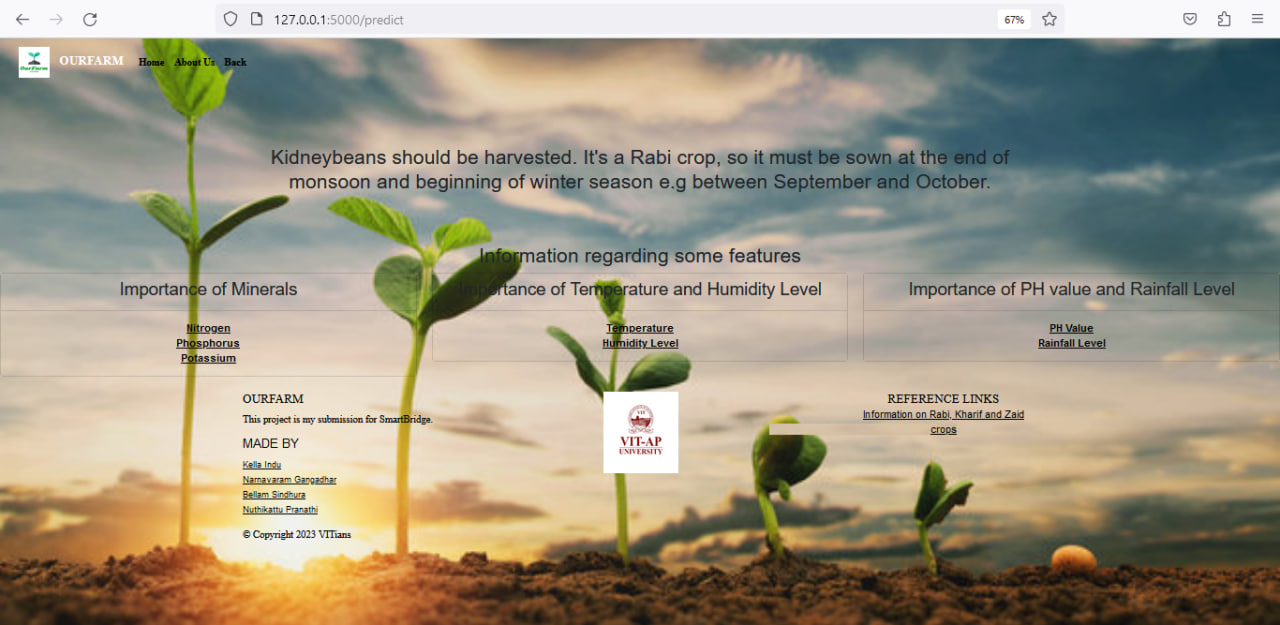 127.0.0.1:5000/predict
67%
OurFarm
OURFARM Home About Us Back
Kidneybeans should be harvested. It's a Rabi crop, so it must be sown at the end of
monsoon and beginning of winter season e.g between September and October.
Information regarding some features
Importance of Minerals
Nitrogen
Phosphorus
Potassium
Importance of Temperature and Humidity Level
Temperature
Humidity Level
Importance of PH value and Rainfall Level
PH Value
Rainfall Level
OURFARM
This project is my submission for SmartBridge.
MADE BY
Kella Indu
Narnavaram Gangadhar
Bellam Sindhura
Nuthikattu Pranathi
© Copyright 2023 VITians
VIT
VIT-AP
UNIVERSITY
REFERENCE LINKS
Information on Rabi, Kharif and Zaid
crops